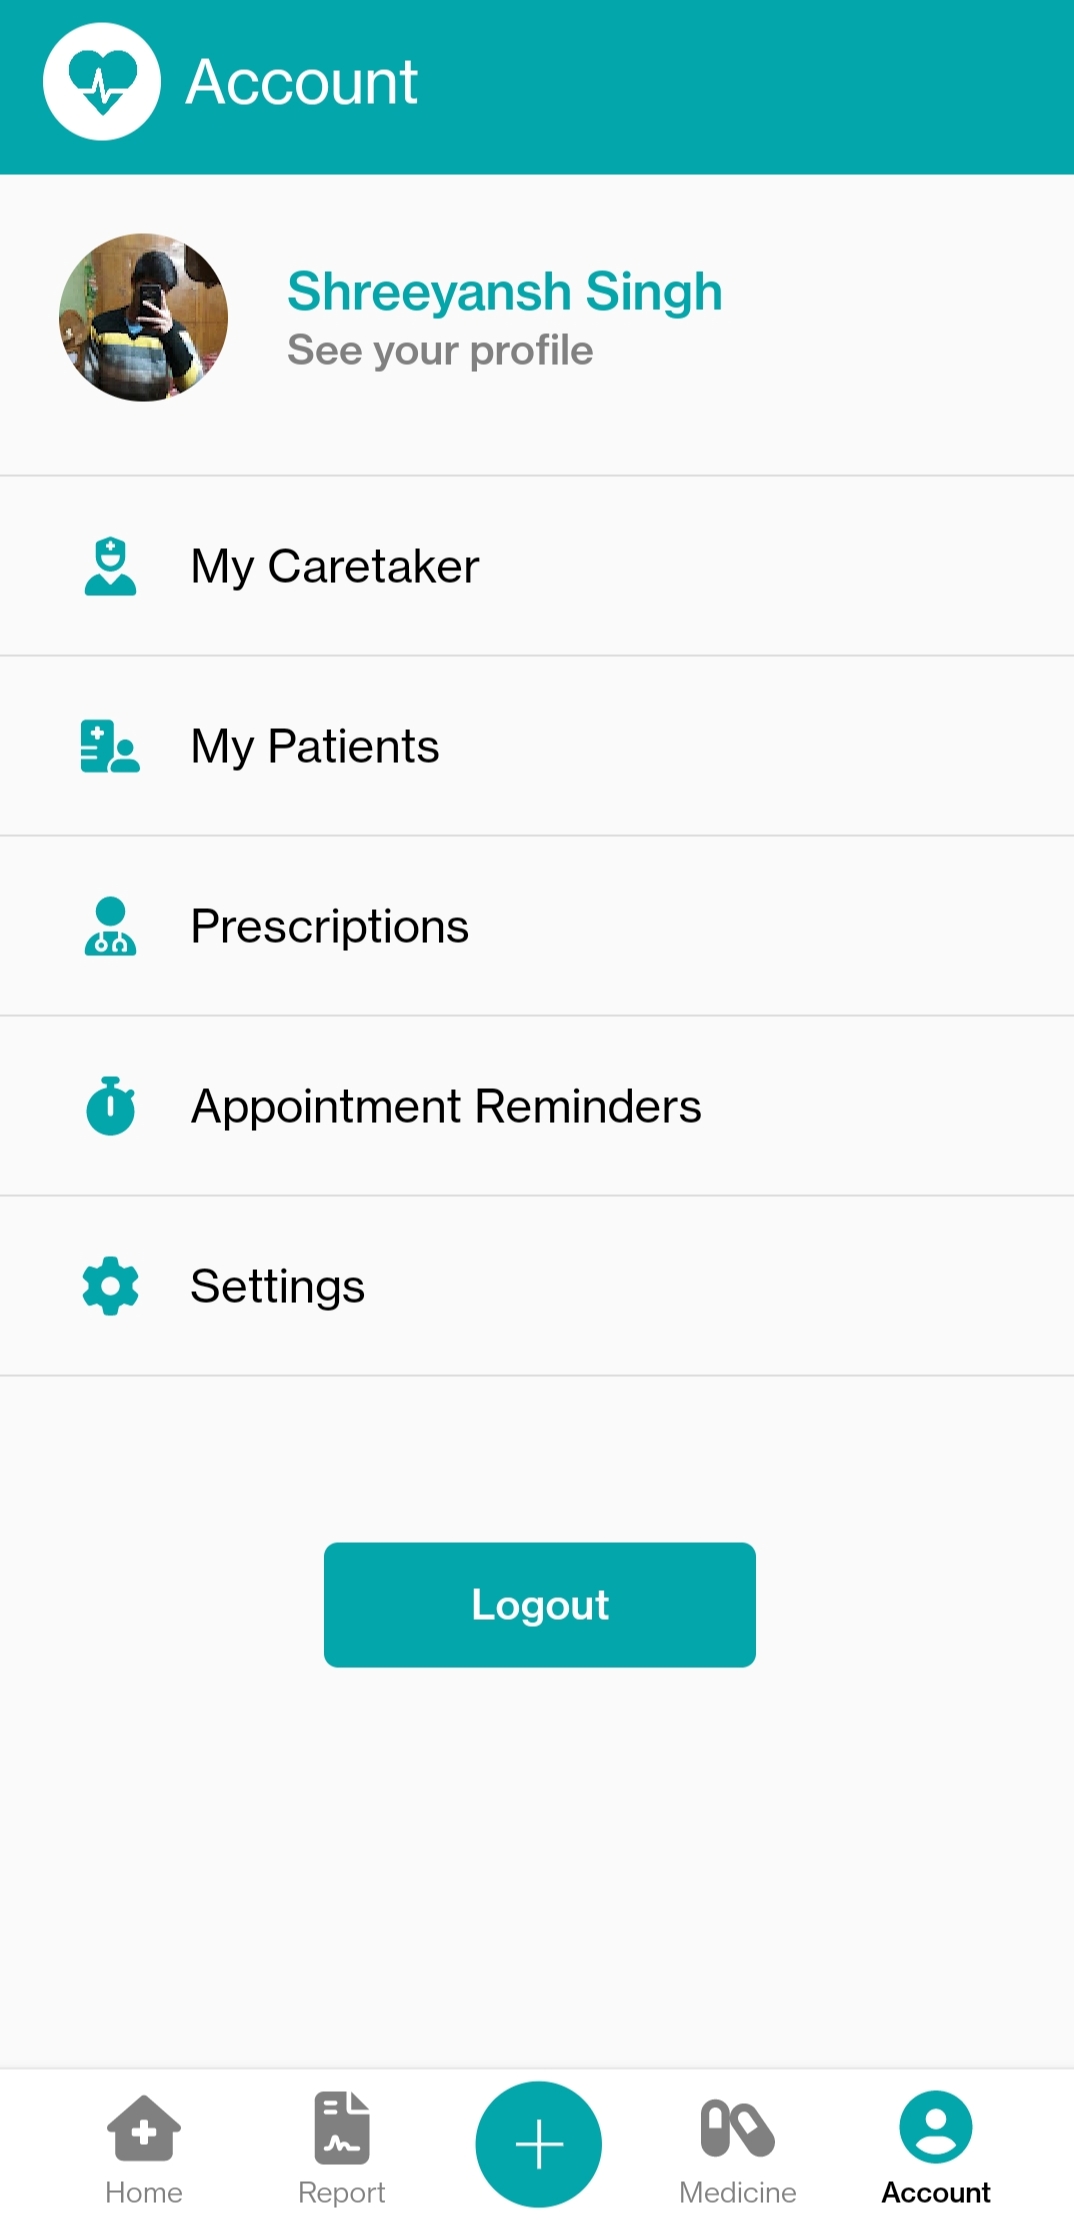 Account
Shreeyansh Singh
See your profile
My Caretaker
My Patients
Prescriptions
Appointment Reminders
Settings
Logout
Home
Report
Medicine
Account